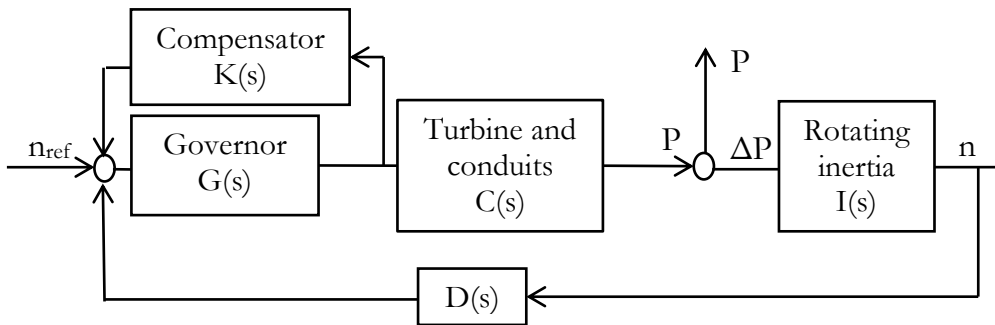 Compensator
K(s)
n_ref
Governor
G(s)
Turbine and
conduits
C(s)
P
P
ΔP
Rotating
inertia
I(s)
n
D(s)